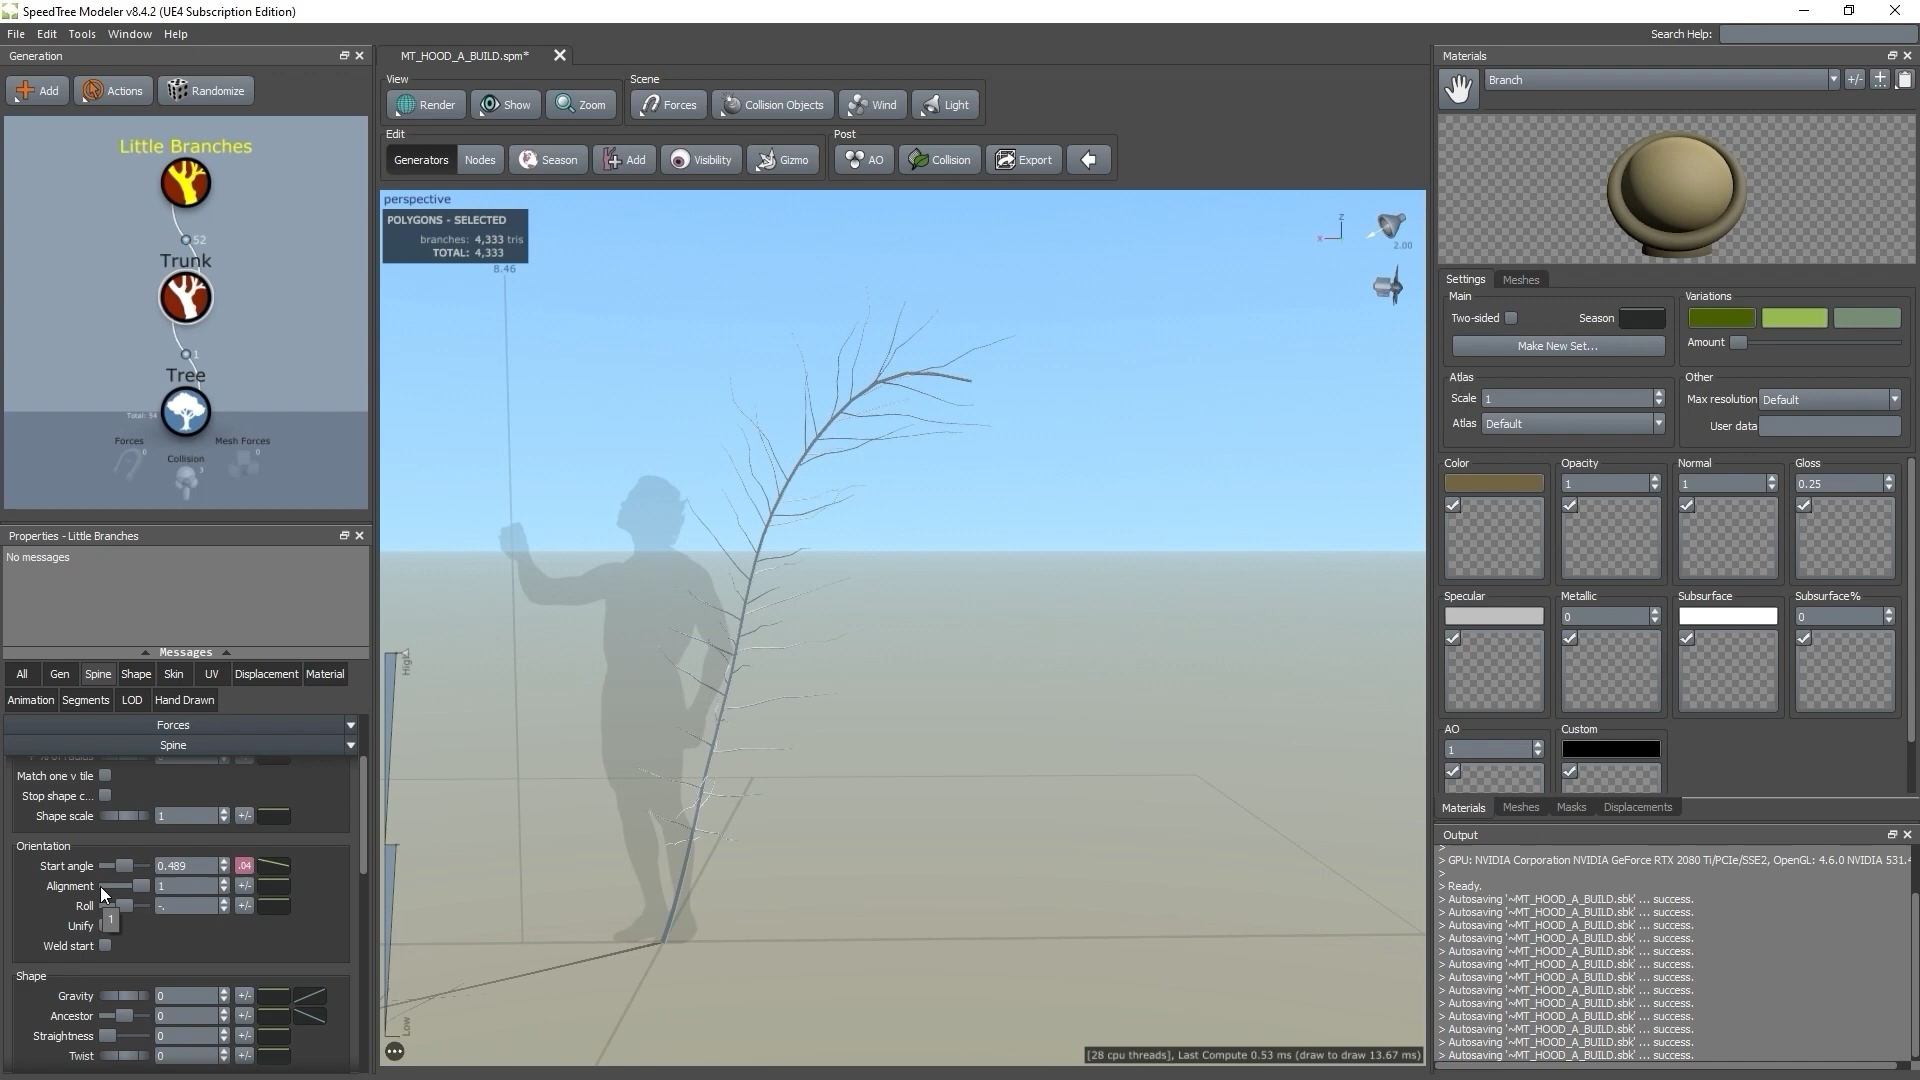 SpeedTree Modeler v8.4.2 (UE4 Subscription Edition)
File Edit Tools Window Help
Search Help:
Generation
Add Actions Randomize
Little Branches
52
Trunk
1
Tree
Total: 54
Forces
0
Mesh Forces
0
Collision
3
Properties - Little Branches
No messages
Messages
All Gen Spine Shape Skin UV Displacement Material
Animation Segments LOD Hand Drawn
Forces
Spine
Match one v tile
Stop shape c...
Shape scale 1 +/-
Orientation
Start angle 0.489 .04
Alignment 1 +/-
Roll -. +/-
1
Unify
Weld start
Shape
Gravity 0 +/-
Ancestor 0 +/-
Straightness 0 +/-
Twist 0 +/-
MT_HOOD_A_BUILD.spm*
View
Render Show Zoom
Scene
Forces Collision Objects Wind Light
Edit
Generators Nodes Season Add Visibility Gizmo
Post
AO Collision Export
perspective
POLYGONS - SELECTED
branches: 4,333 tris
TOTAL: 4,333
8.46
z
x
2.00
High
Low
[28 cpu threads], Last Compute 0.53 ms (draw to draw 13.67 ms)
Materials
Branch +/-
Settings Meshes
Main
Two-sided Season
Make New Set...
Variations
Amount
Atlas
Scale 1
Atlas Default
Other
Max resolution Default
User data
Color Opacity Normal Gloss
1 1 0.25
Specular Metallic Subsurface Subsurface%
0 0
AO Custom
1
Materials Meshes Masks Displacements
Output
>
> GPU: NVIDIA Corporation NVIDIA GeForce RTX 2080 Ti/PCIe/SSE2, OpenGL: 4.6.0 NVIDIA 531.4
>
> Ready.
> Autosaving '~MT_HOOD_A_BUILD.sbk' ... success.
> Autosaving '~MT_HOOD_A_BUILD.sbk' ... success.
> Autosaving '~MT_HOOD_A_BUILD.sbk' ... success.
> Autosaving '~MT_HOOD_A_BUILD.sbk' ... success.
> Autosaving '~MT_HOOD_A_BUILD.sbk' ... success.
> Autosaving '~MT_HOOD_A_BUILD.sbk' ... success.
> Autosaving '~MT_HOOD_A_BUILD.sbk' ... success.
> Autosaving '~MT_HOOD_A_BUILD.sbk' ... success.
> Autosaving '~MT_HOOD_A_BUILD.sbk' ... success.
> Autosaving '~MT_HOOD_A_BUILD.sbk' ... success.
> Autosaving '~MT_HOOD_A_BUILD.sbk' ... success.
> Autosaving '~MT_HOOD_A_BUILD.sbk' ... success.
> Autosaving '~MT_HOOD_A_BUILD.sbk' ... success.